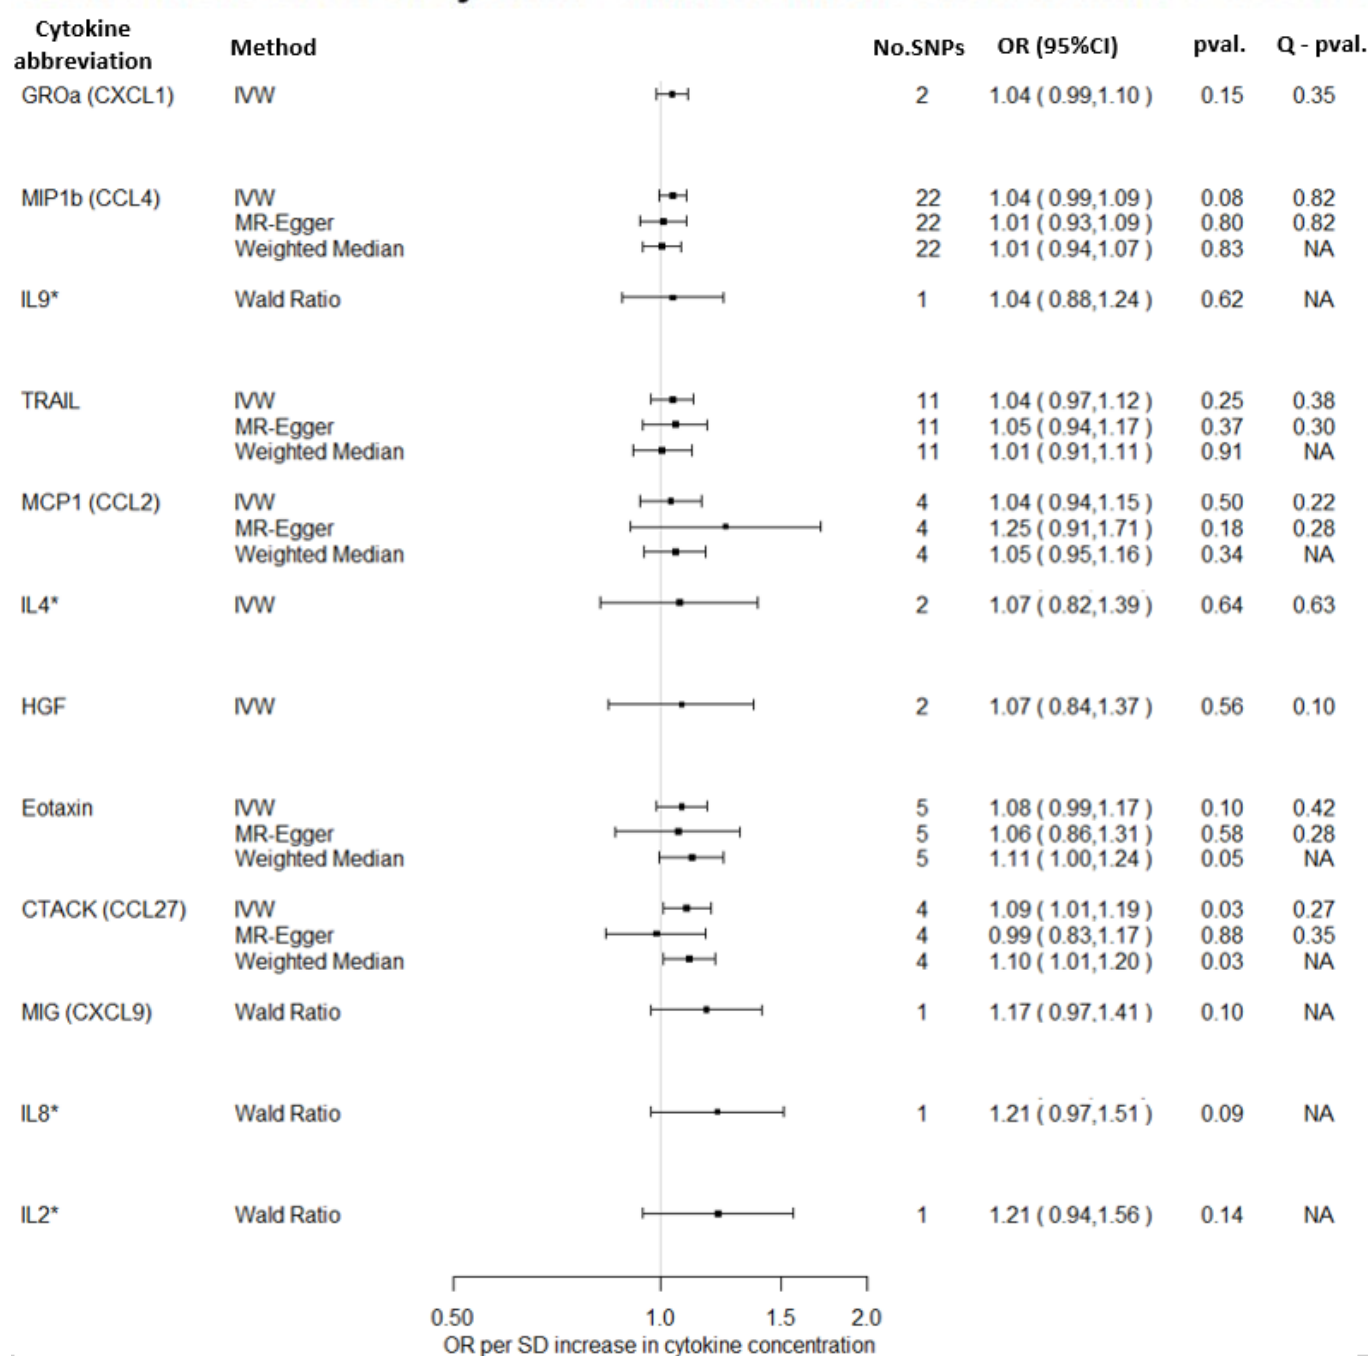 Cytokine abbreviation Method No.SNPs OR (95%CI) pval. Q - pval.
GROa (CXCL1) IVW 2 1.04 ( 0.99,1.10 ) 0.15 0.35
MIP1b (CCL4) IVW 22 1.04 ( 0.99,1.09 ) 0.08 0.82
MR-Egger 22 1.01 ( 0.93,1.09 ) 0.80 0.82
Weighted Median 22 1.01 ( 0.94,1.07 ) 0.83 NA
IL9* Wald Ratio 1 1.04 ( 0.88,1.24 ) 0.62 NA
TRAIL IVW 11 1.04 ( 0.97,1.12 ) 0.25 0.38
MR-Egger 11 1.05 ( 0.94,1.17 ) 0.37 0.30
Weighted Median 11 1.01 ( 0.91,1.11 ) 0.91 NA
MCP1 (CCL2) IVW 4 1.04 ( 0.94,1.15 ) 0.50 0.22
MR-Egger 4 1.25 ( 0.91,1.71 ) 0.18 0.28
Weighted Median 4 1.05 ( 0.95,1.16 ) 0.34 NA
IL4* IVW 2 1.07 ( 0.82,1.39 ) 0.64 0.63
HGF IVW 2 1.07 ( 0.84,1.37 ) 0.56 0.10
Eotaxin IVW 5 1.08 ( 0.99,1.17 ) 0.10 0.42
MR-Egger 5 1.06 ( 0.86,1.31 ) 0.58 0.28
Weighted Median 5 1.11 ( 1.00,1.24 ) 0.05 NA
CTACK (CCL27) IVW 4 1.09 ( 1.01,1.19 ) 0.03 0.27
MR-Egger 4 0.99 ( 0.83,1.17 ) 0.88 0.35
Weighted Median 4 1.10 ( 1.01,1.20 ) 0.03 NA
MIG (CXCL9) Wald Ratio 1 1.17 ( 0.97,1.41 ) 0.10 NA
IL8* Wald Ratio 1 1.21 ( 0.97,1.51 ) 0.09 NA
IL2* Wald Ratio 1 1.21 ( 0.94,1.56 ) 0.14 NA
0.50 1.0 1.5 2.0
OR per SD increase in cytokine concentration